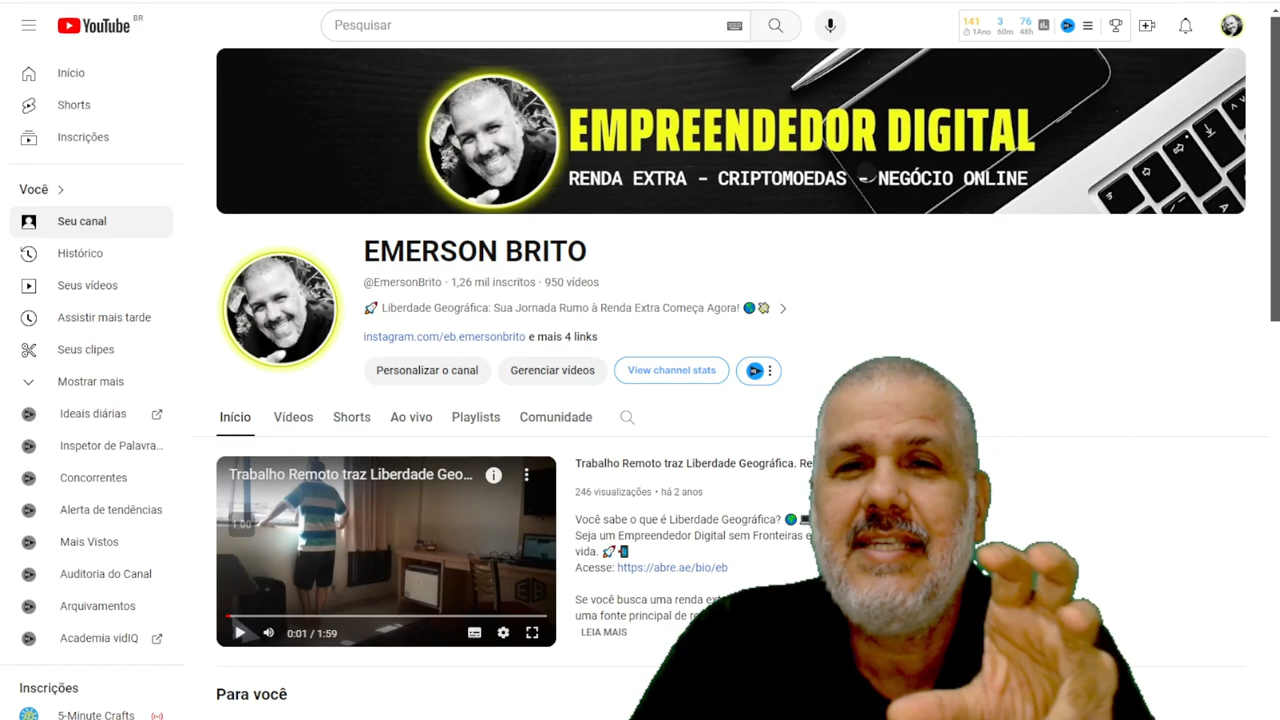 YouTube BR
Pesquisar
141 3 76
1Ano 60m 48h
Início
Shorts
Inscrições
Você
Seu canal
Histórico
Seus vídeos
Assistir mais tarde
Seus clipes
Mostrar mais
Ideais diárias
Inspetor de Palavra...
Concorrentes
Alerta de tendências
Mais Vistos
Auditoria do Canal
Arquivamentos
Academia vidIQ
Inscrições
5-Minute Crafts
EMPREENDEDOR DIGITAL
RENDA EXTRA - CRIPTOMOEDAS - NEGÓCIO ONLINE
EMERSON BRITO
@EmersonBrito · 1,26 mil inscritos · 950 vídeos
🚀 Liberdade Geográfica: Sua Jornada Rumo à Renda Extra Começa Agora! 🌎💸
instagram.com/eb.emersonbrito e mais 4 links
Personalizar o canal Gerenciar vídeos View channel stats
Início Vídeos Shorts Ao vivo Playlists Comunidade
Trabalho Remoto traz Liberdade Geo...
1:00
EB
0:01 / 1:59
Trabalho Remoto traz Liberdade Geográfica. Re
246 visualizações • há 2 anos
Você sabe o que é Liberdade Geográfica? 🌎💻
Seja um Empreendedor Digital sem Fronteiras e
vida. 🚀📲
Acesse: https://abre.ae/bio/eb
Se você busca uma renda ext
uma fonte principal de re
LEIA MAIS
Para você